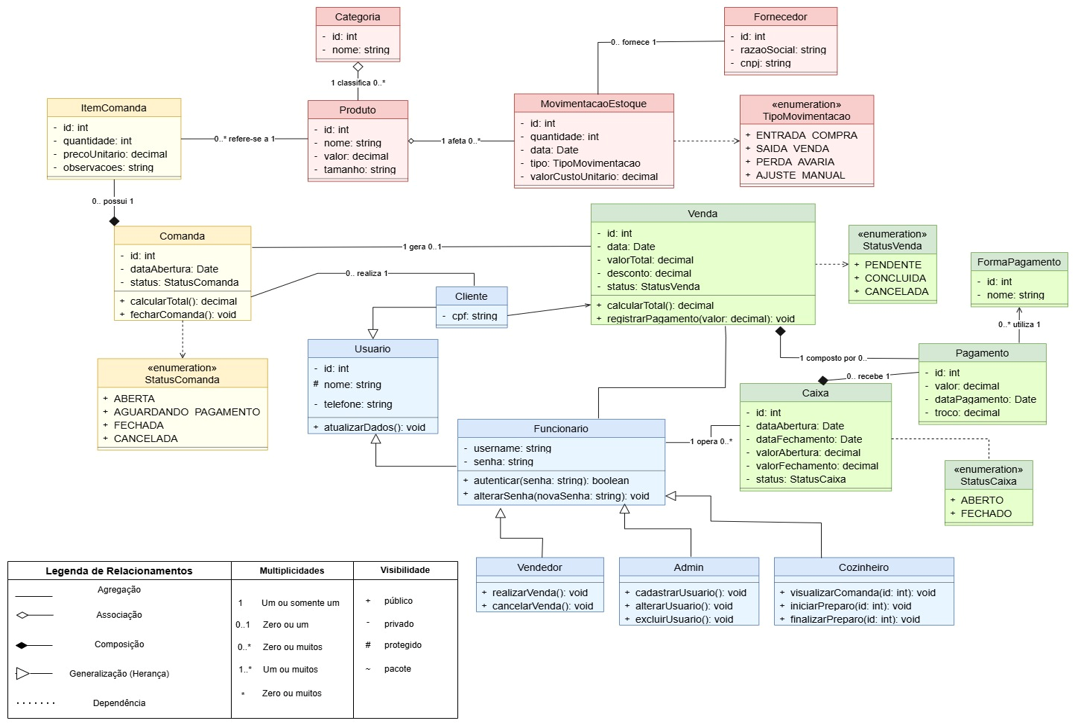 Categoria
- id: int
- nome: string
Fornecedor
- id: int
- razaoSocial: string
- cnpj: string
0.. fornece 1
1 classifica 0..*
ItemComanda
- id: int
- quantidade: int
- precoUnitario: decimal
- observacoes: string
0..* refere-se a 1
Produto
- id: int
- nome: string
- valor: decimal
- tamanho: string
1 afeta 0..*
MovimentacaoEstoque
- id: int
- quantidade: int
- data: Date
- tipo: TipoMovimentacao
- valorCustoUnitario: decimal
«enumeration»
TipoMovimentacao
+ ENTRADA COMPRA
+ SAIDA VENDA
+ PERDA AVARIA
+ AJUSTE MANUAL
0.. possui 1
Comanda
- id: int
- dataAbertura: Date
- status: StatusComanda
+ calcularTotal(): decimal
+ fecharComanda(): void
1 gera 0..1
0.. realiza 1
Venda
- id: int
- data: Date
- valorTotal: decimal
- desconto: decimal
- status: StatusVenda
+ calcularTotal(): decimal
+ registrarPagamento(valor: decimal): void
«enumeration»
StatusVenda
+ PENDENTE
+ CONCLUIDA
+ CANCELADA
FormaPagamento
- id: int
- nome: string
0..* utiliza 1
Cliente
- cpf: string
Usuario
- id: int
# nome: string
- telefone: string
+ atualizarDados(): void
«enumeration»
StatusComanda
+ ABERTA
+ AGUARDANDO PAGAMENTO
+ FECHADA
+ CANCELADA
1 composto por 0..
0.. recebe 1
Pagamento
- id: int
- valor: decimal
- dataPagamento: Date
- troco: decimal
Caixa
- id: int
- dataAbertura: Date
- dataFechamento: Date
- valorAbertura: decimal
- valorFechamento: decimal
- status: StatusCaixa
1 opera 0..*
Funcionario
- username: string
- senha: string
+ autenticar(senha: string): boolean
+ alterarSenha(novaSenha: string): void
«enumeration»
StatusCaixa
+ ABERTO
+ FECHADO
Vendedor
+ realizarVenda(): void
+ cancelarVenda(): void
Admin
+ cadastrarUsuario(): void
+ alterarUsuario(): void
+ excluirUsuario(): void
Cozinheiro
+ visualizarComanda(id: int): void
+ iniciarPreparo(id: int): void
+ finalizarPreparo(id: int): void
Legenda de Relacionamentos
Agregação
Associação
Composição
Generalização (Herança)
Dependência
Multiplicidades
1 Um ou somente um
0..1 Zero ou um
0..* Zero ou muitos
1..* Um ou muitos
* Zero ou muitos
Visibilidade
+ público
- privado
# protegido
~ pacote